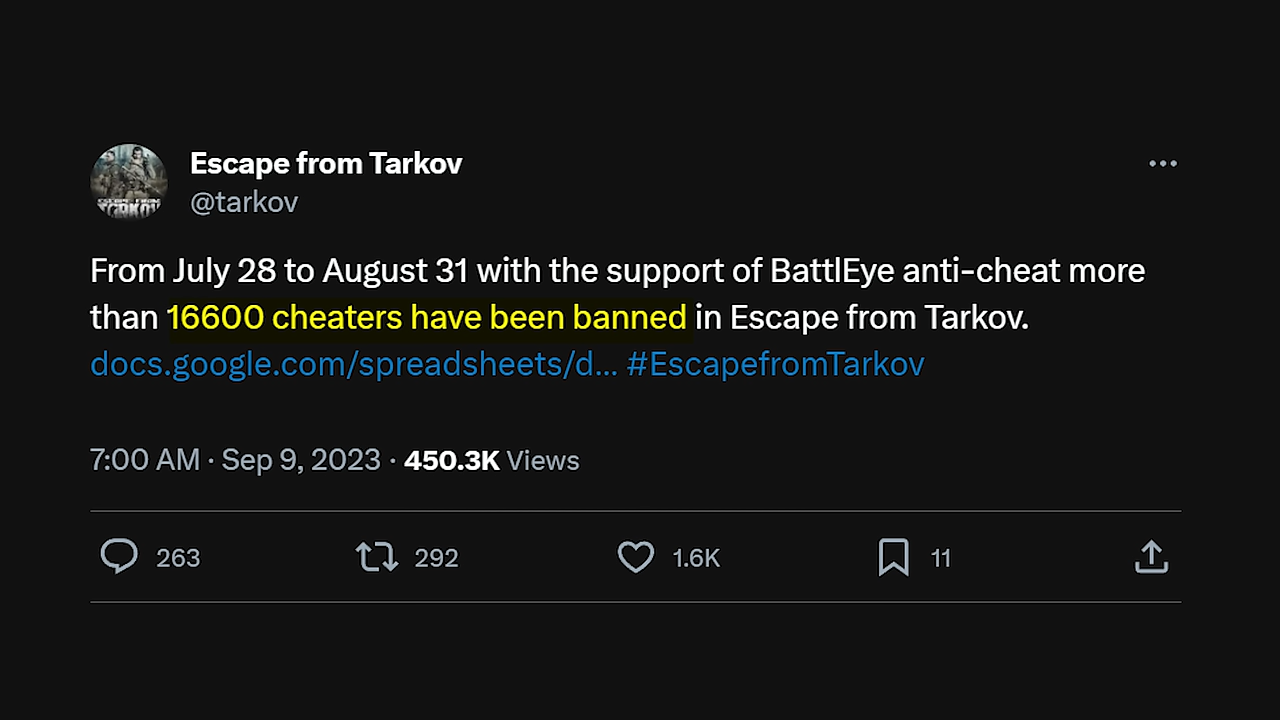 Escape from Tarkov
@tarkov
From July 28 to August 31 with the support of BattlEye anti-cheat more
than 16600 cheaters have been banned in Escape from Tarkov.
docs.google.com/spreadsheets/d... #EscapefromTarkov
7:00 AM · Sep 9, 2023 · 450.3K Views
263 292 1.6K 11